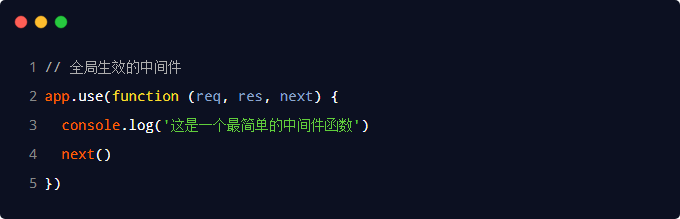 1 // 全局生效的中间件
2 app.use(function (req, res, next) {
3   console.log('这是一个最简单的中间件函数')
4   next()
5 })